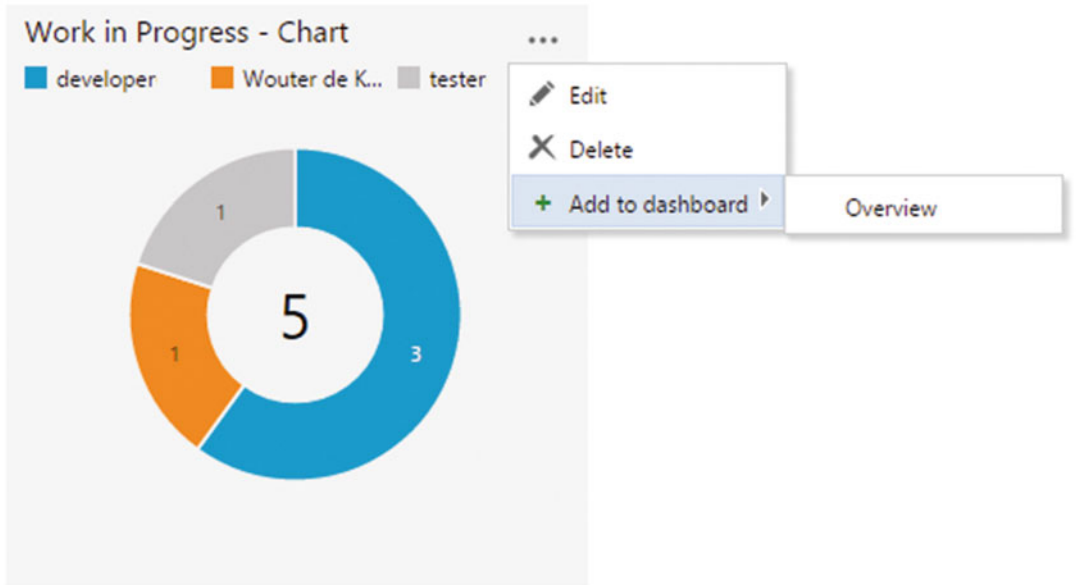 Work in Progress - Chart
...
developer Wouter de K... tester
Edit
Delete
+ Add to dashboard
Overview
1
5
1
3